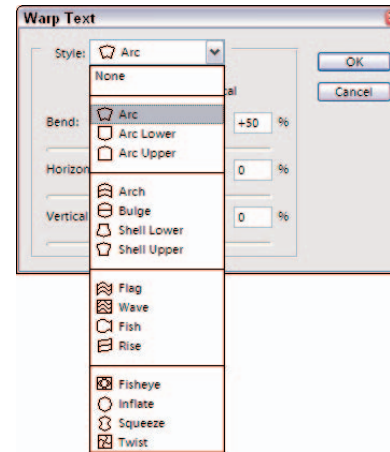 Warp Text
Style: Arc
OK
None
cal
Cancel
Arc
Bend: +50 %
Arc Lower
Arc Upper
Horizon 0 %
Arch
Bulge
Vertical 0 %
Shell Lower
Shell Upper
Flag
Wave
Fish
Rise
Fisheye
Inflate
Squeeze
Twist